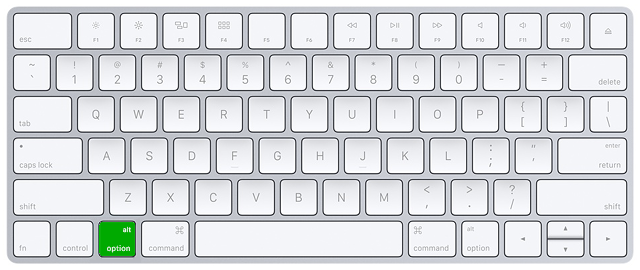 esc F1 F2 F3 F4 F5 F6 F7 F8 F9 F10 F11 F12
~ ! @ # $ % ^ & * ( ) — +
` 1 2 3 4 5 6 7 8 9 0 - = delete
tab Q W E R T Y U I O P { [ } ] | \
caps lock A S D F G H J K L : ; " ' enter return
shift Z X C V B N M < , > . ? / shift
fn control alt option ⌘ command ⌘ command alt option ◄ ▲ ▼ ►